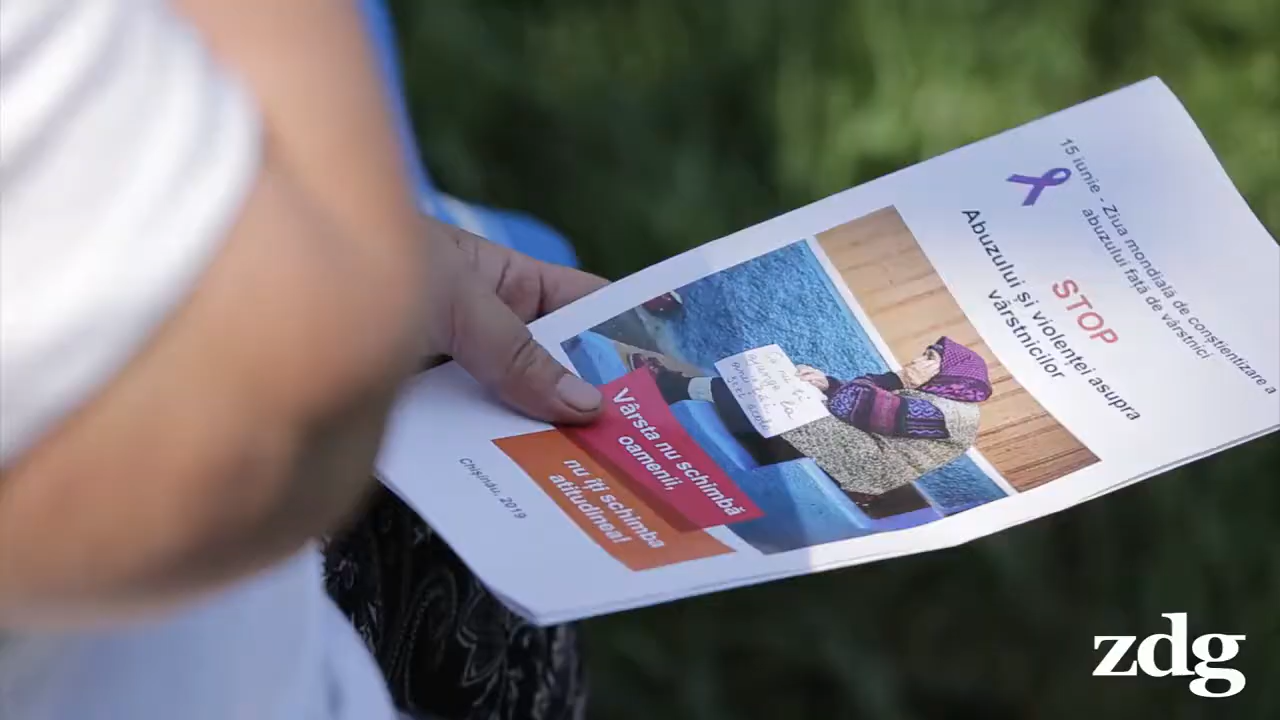 15 iunie - Ziua mondială de conștientizare a
abuzului față de vârstnici
STOP
Abuzului și violenței asupra
vârstnicilor
Vârsta nu schimbă
oamenii,
nu îți schimba
atitudinea!
Chișinău, 2019
zdg